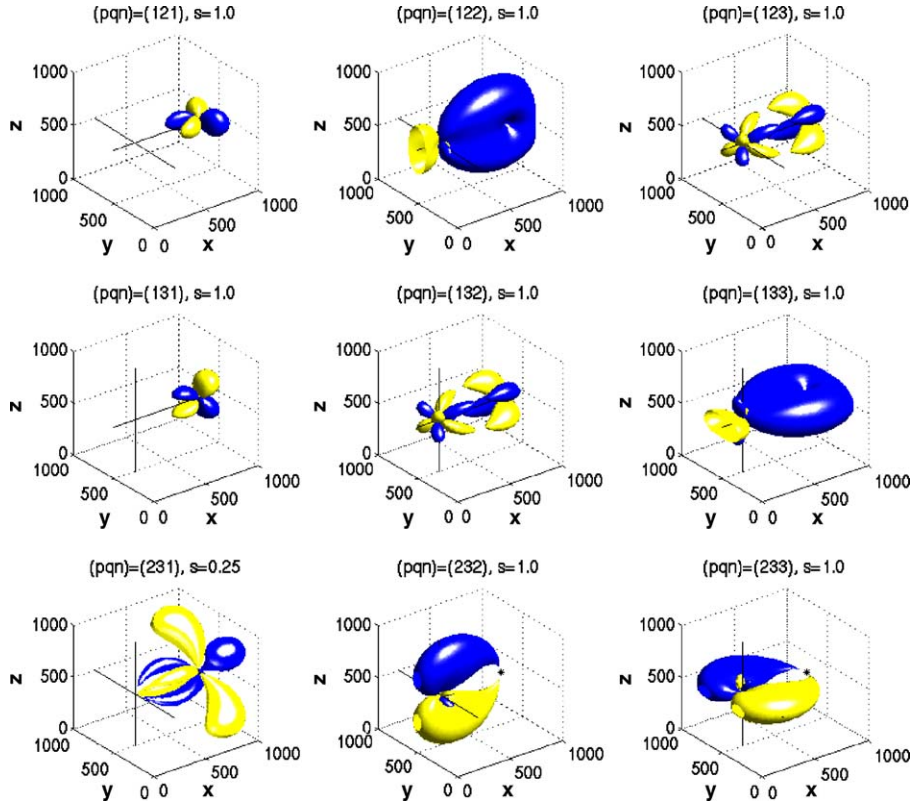 (pqn)=(121), s=1.0
(pqn)=(122), s=1.0
(pqn)=(123), s=1.0
1000
500
0
z
1000
500
0
y
0
500
1000
x
1000
500
0
z
1000
500
0
y
0
500
1000
x
1000
500
0
z
1000
500
0
y
0
500
1000
x
(pqn)=(131), s=1.0
(pqn)=(132), s=1.0
(pqn)=(133), s=1.0
1000
500
0
z
1000
500
0
y
0
500
1000
x
1000
500
0
z
1000
500
0
y
0
500
1000
x
1000
500
0
z
1000
500
0
y
0
500
1000
x
(pqn)=(231), s=0.25
(pqn)=(232), s=1.0
(pqn)=(233), s=1.0
1000
500
0
z
1000
500
0
y
0
500
1000
x
1000
500
0
z
1000
500
0
y
0
500
1000
x
1000
500
0
z
1000
500
0
y
0
500
1000
x